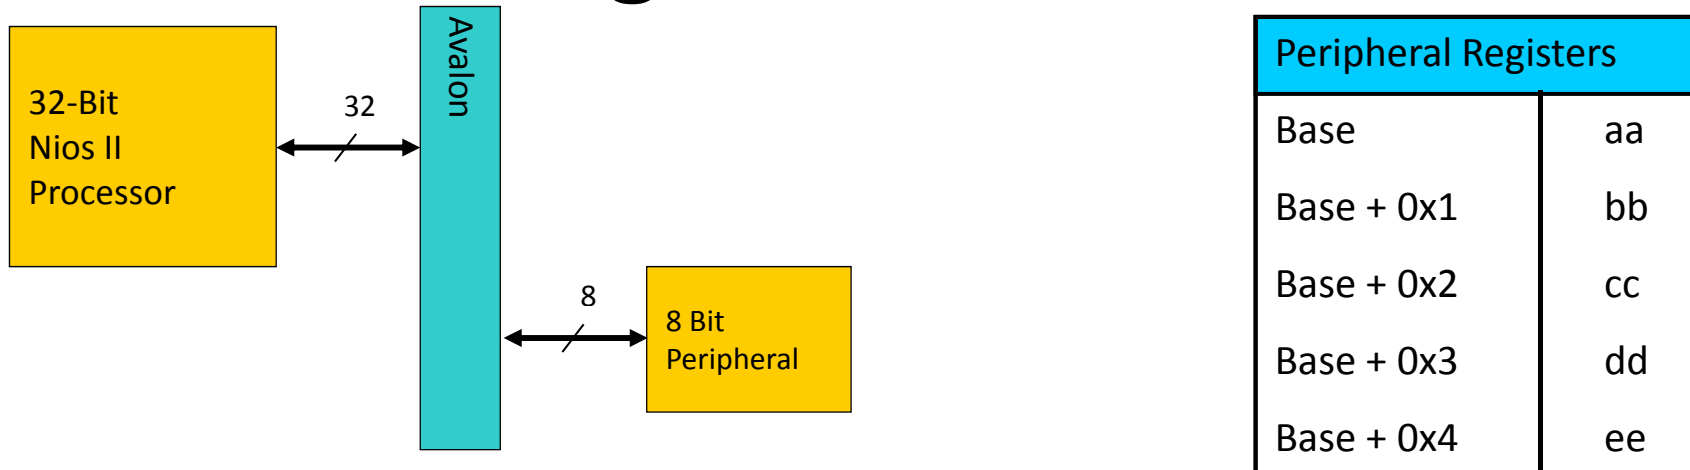 Avalon
32-Bit
Nios II
Processor
32
8
8 Bit
Peripheral
Peripheral Registers
Base aa
Base + 0x1 bb
Base + 0x2 cc
Base + 0x3 dd
Base + 0x4 ee